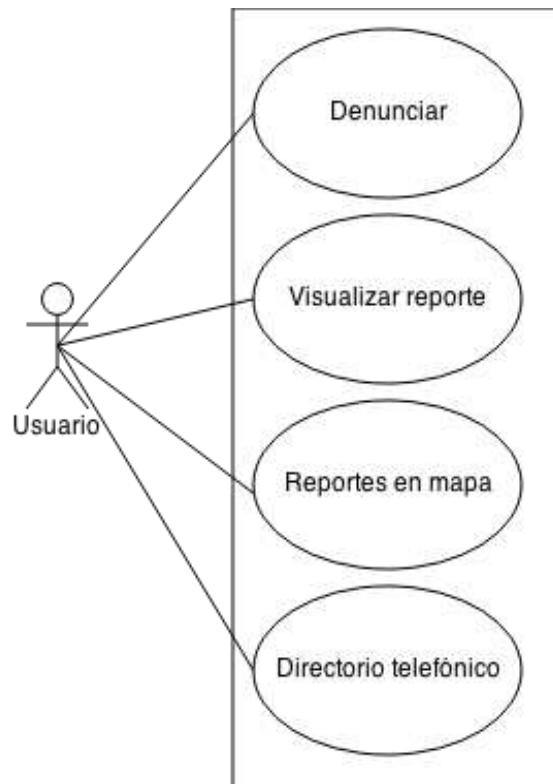 Denunciar
Visualizar reporte
Usuario
Reportes en mapa
Directorio telefónico